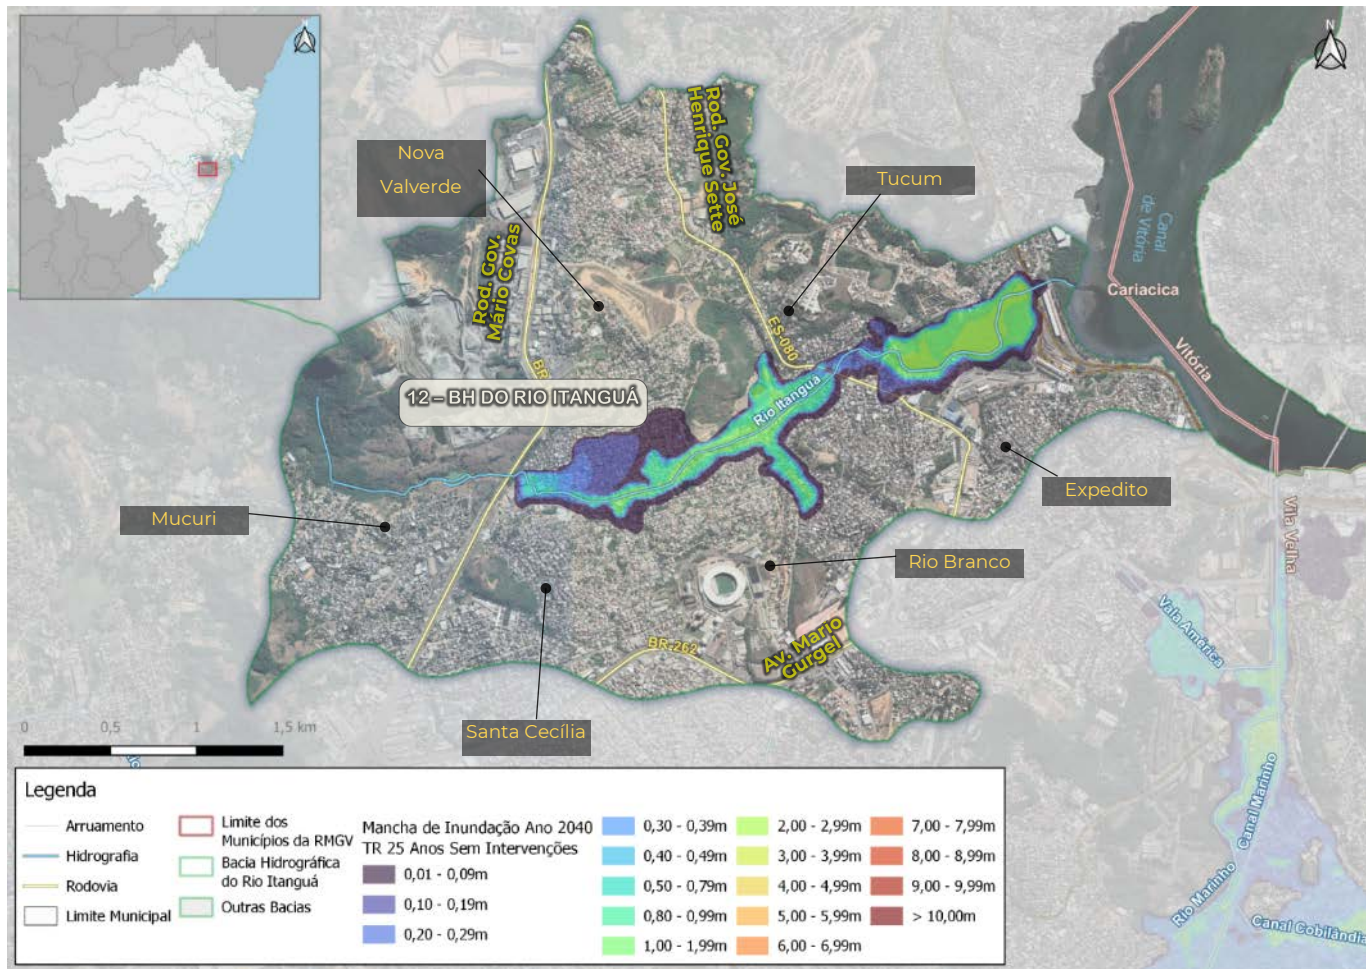 N
N
Nova
Valverde
Rod. Gov. José
Henrique Sette
Tucum
Rod. Gov.
Mário Covas
Canal
de Vitória
Cariacica
Vitória
ES-080
BR
12 – BH DO RIO ITANGUÁ
Rio Itangua
Mucuri
Expedito
Rio Branco
Santa Cecília
BR-262
Av. Mario
Gurgel
Vila Velha
Vala América
Canal Marinho
Rio Marinho
Canal Cobilândia
0 0,5 1 1,5 km
Legenda
Arruamento
Hidrografia
Rodovia
Limite Municipal
Limite dos
Municípios da RMGV
Bacia Hidrográfica
do Rio Itanguá
Outras Bacias
Mancha de Inundação Ano 2040
TR 25 Anos Sem Intervenções
0,01 - 0,09m
0,10 - 0,19m
0,20 - 0,29m
0,30 - 0,39m
0,40 - 0,49m
0,50 - 0,79m
0,80 - 0,99m
1,00 - 1,99m
2,00 - 2,99m
3,00 - 3,99m
4,00 - 4,99m
5,00 - 5,99m
6,00 - 6,99m
7,00 - 7,99m
8,00 - 8,99m
9,00 - 9,99m
> 10,00m